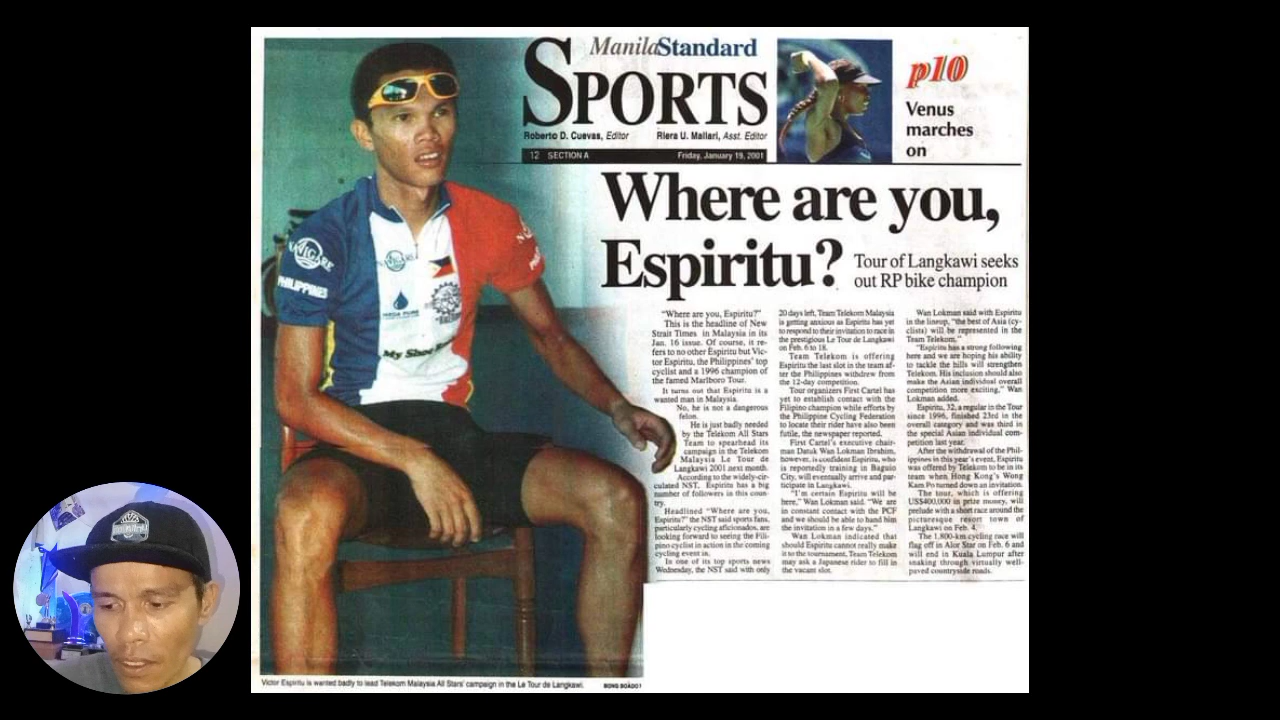 ManilaStandard
SPORTS
Roberto D. Cuevas, Editor Riera U. Mallari, Asst. Editor
12 SECTION A Friday, January 19, 2001
p10
Venus
marches
on
Where are you,
Espiritu?
Tour of Langkawi seeks
out RP bike champion
NAVIGARE
PHILIPPINES
My Shoe
"Where are you, Espiritu?"
This is the headline of New
Strait Times in Malaysia in its
Jan. 16 issue. Of course, it re-
fers to no other Espiritu but Vic-
tor Espiritu, the Philippines' top
cyclist and a 1996 champion of
the famed Marlboro Tour.
It turns out that Espiritu is a
wanted man in Malaysia.
No, he is not a dangerous
felon.
He is just badly needed
by the Telekom All Stars
Team to spearhead its
campaign in the Telekom
Malaysia Le Tour de
Langkawi 2001 next month.
According to the widely-cir-
culated NST, Espiritu has a big
number of followers in this coun-
try.
Headlined "Where are you,
Espiritu?" the NST said sports fans,
particularly cycling aficionados, are
looking forward to seeing the Fili-
pino cyclist in action in the coming
cycling event in.
In one of its top sports news
Wednesday, the NST said with only
20 days left, Team Telekom Malaysia
is getting anxious as Espiritu has yet
to respond to their invitation to race in
the prestigious Le Tour de Langkawi
on Feb. 6 to 18.
Team Telekom is offering
Espiritu the last slot in the team af-
ter the Philippines withdrew from
the 12-day competition.
Tour organizers First Cartel has
yet to establish contact with the
Filipino champion while efforts by
the Philippine Cycling Federation
to locate their rider have also been
futile, the newspaper reported.
First Cartel's executive chair-
man Datuk Wan Lokman Ibrahim,
however, is confident Espiritu, who
is reportedly training in Baguio
City, will eventually arrive and par-
ticipate in Langkawi.
"I'm certain Espiritu will be
here," Wan Lokman said. "We are
in constant contact with the PCF
and we should be able to hand him
the invitation in a few days."
Wan Lokman indicated that
should Espiritu cannot really make
it to the tournament, Team Telekom
may ask a Japanese rider to fill in
the vacant slot.
Wan Lokman said with Espiritu
in the lineup, "the best of Asia (cy-
clists) will be represented in the
Team Telekom."
"Espiritu has a strong following
here and we are hoping his ability
to tackle the hills will strengthen
Telekom. His inclusion should also
make the Asian individual overall
competition more exciting," Wan
Lokman added.
Espiritu, 32, a regular in the Tour
since 1996, finished 23rd in the
overall category and was third in
the special Asian individual com-
petition last year.
After the withdrawal of the Phil-
ippines in this year's event, Espiritu
was offered by Telekom to be in its
team when Hong Kong's Wong
Kam Po turned down an invitation.
The tour, which is offering
US$400,000 in prize money, will
prelude with a short race around the
picturesque resort town of
Langkawi on Feb. 4.
The 1,800-km cycling race will
flag off in Alor Star on Feb. 6 and
will end in Kuala Lumpur after
snaking through virtually well-
paved countryside roads.
Victor Espiritu is wanted badly to lead Telekom Malaysia All Stars' campaign in the Le Tour de Langkawi.